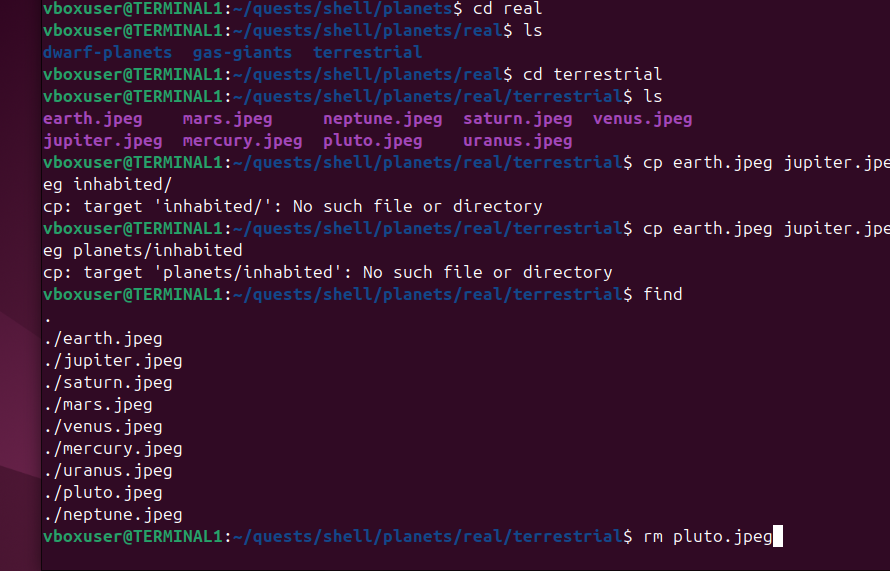 vboxuser@TERMINAL1:~/quests/shell/planets$ cd real
vboxuser@TERMINAL1:~/quests/shell/planets/real$ ls
dwarf-planets  gas-giants  terrestrial
vboxuser@TERMINAL1:~/quests/shell/planets/real$ cd terrestrial
vboxuser@TERMINAL1:~/quests/shell/planets/real/terrestrial$ ls
earth.jpeg    mars.jpeg     neptune.jpeg  saturn.jpeg  venus.jpeg
jupiter.jpeg  mercury.jpeg  pluto.jpeg    uranus.jpeg
vboxuser@TERMINAL1:~/quests/shell/planets/real/terrestrial$ cp earth.jpeg jupiter.jpe
eg inhabited/
cp: target 'inhabited/': No such file or directory
vboxuser@TERMINAL1:~/quests/shell/planets/real/terrestrial$ cp earth.jpeg jupiter.jpe
eg planets/inhabited
cp: target 'planets/inhabited': No such file or directory
vboxuser@TERMINAL1:~/quests/shell/planets/real/terrestrial$ find
.
./earth.jpeg
./jupiter.jpeg
./saturn.jpeg
./mars.jpeg
./venus.jpeg
./mercury.jpeg
./uranus.jpeg
./pluto.jpeg
./neptune.jpeg
vboxuser@TERMINAL1:~/quests/shell/planets/real/terrestrial$ rm pluto.jpeg